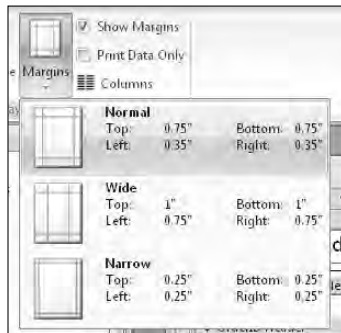 Show Margins
Print Data Only
Margins
Columns
Normal
Top: 0.75" Bottom: 0.75"
Left: 0.35" Right: 0.35"
Wide
Top: 1" Bottom: 1"
Left: 0.75" Right: 0.75"
Narrow
Top: 0.25" Bottom: 0.25"
Left: 0.25" Right: 0.25"